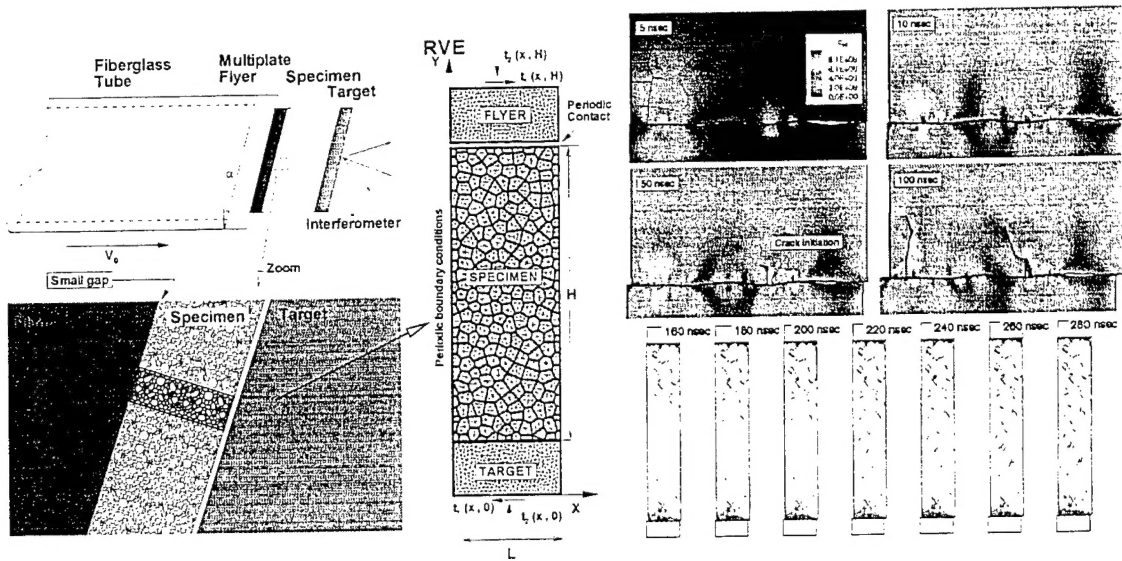 Fiberglass
Tube
Multiplate
Flyer
Specimen
Target
α
Interferometer
V₀
Zoom
Small gap
Specimen
Target
RVE
Y
H)
t (x, H)
FLYER
Periodic
Contact
Periodic boundary conditions
SPECIMEN
H
TARGET
X
L
5 nsec
10 nsec
50 nsec
Crack initiation
100 nsec
160 nsec
180 nsec
200 nsec
220 nsec
240 nsec
260 nsec
280 nsec